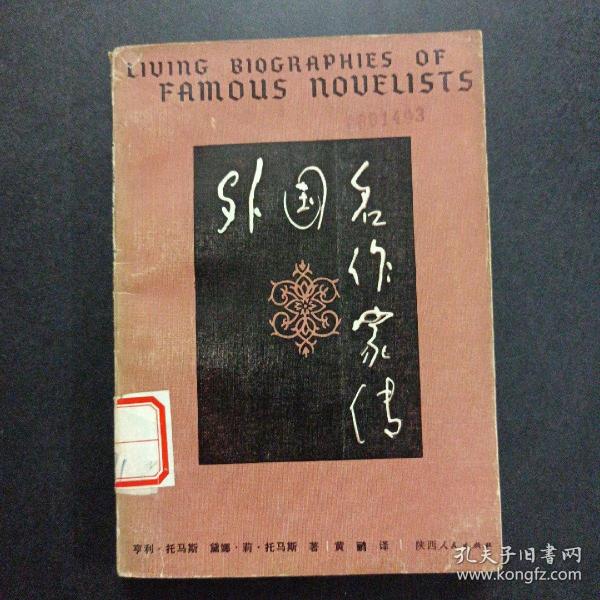 LIVING BIOGRAPHIES OF
FAMOUS NOVELISTS
外国名作家传
亨利·托马斯 黛娜·莉·托马斯 著 黄鹂 译 陕西人民出版社
孔夫子旧书网
www.kongfz.com